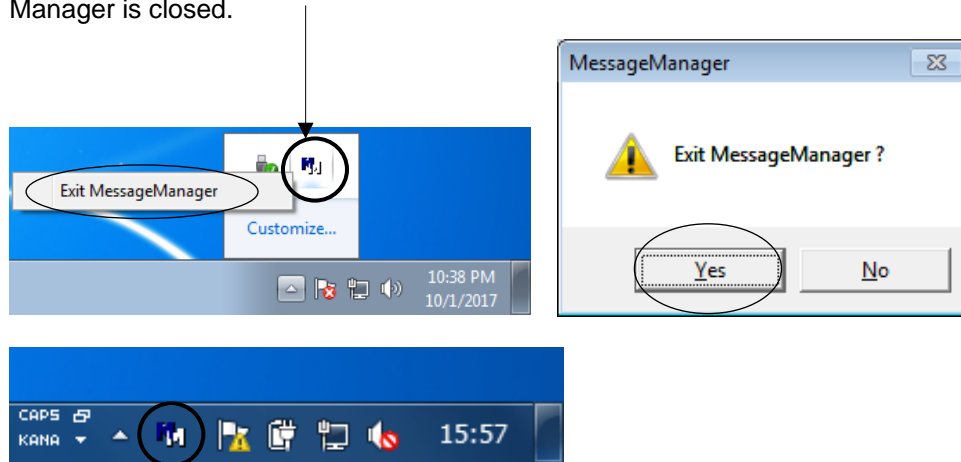 Manager is closed.
MessageManager
Exit MessageManager ?
Exit MessageManager
Customize...
Yes
No
10:38 PM
10/1/2017
CAPS
KANA
15:57